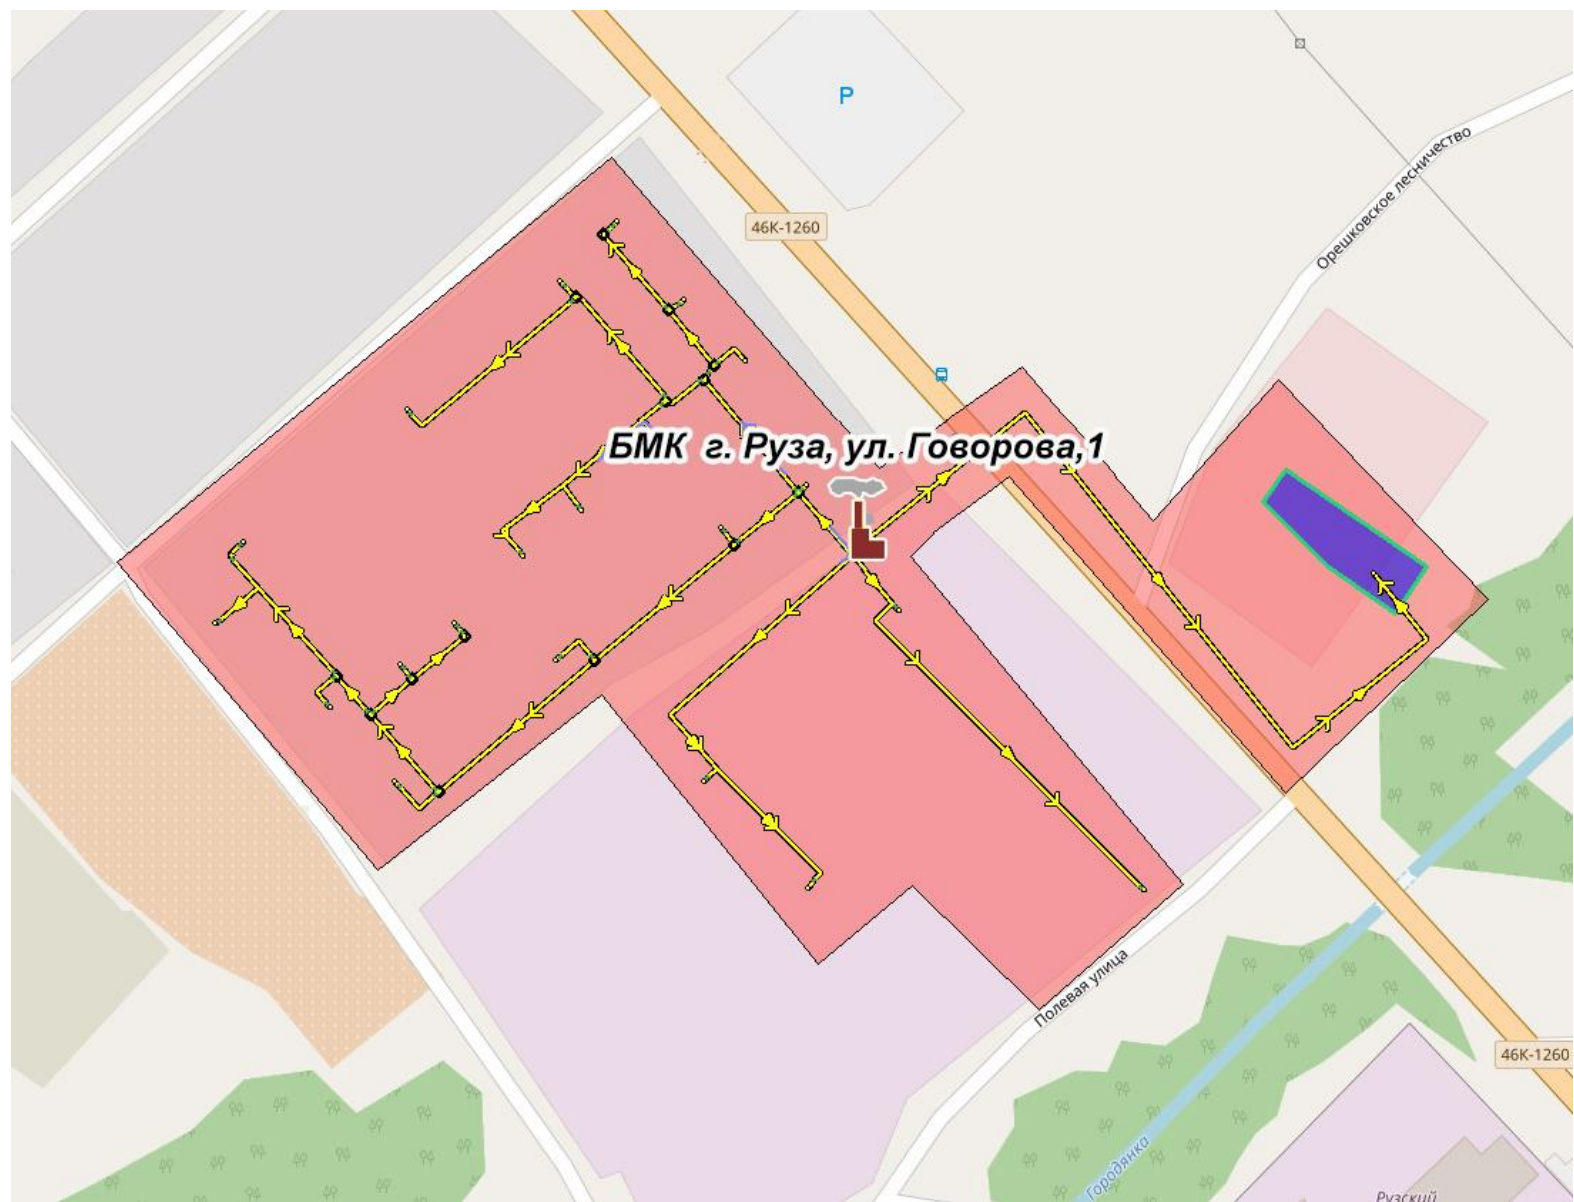 P
Орешковское лесничество
46К-1260
БМК г. Руза, ул. Говорова,1
Полевая улица
46К-1260
Городянка
Рузский